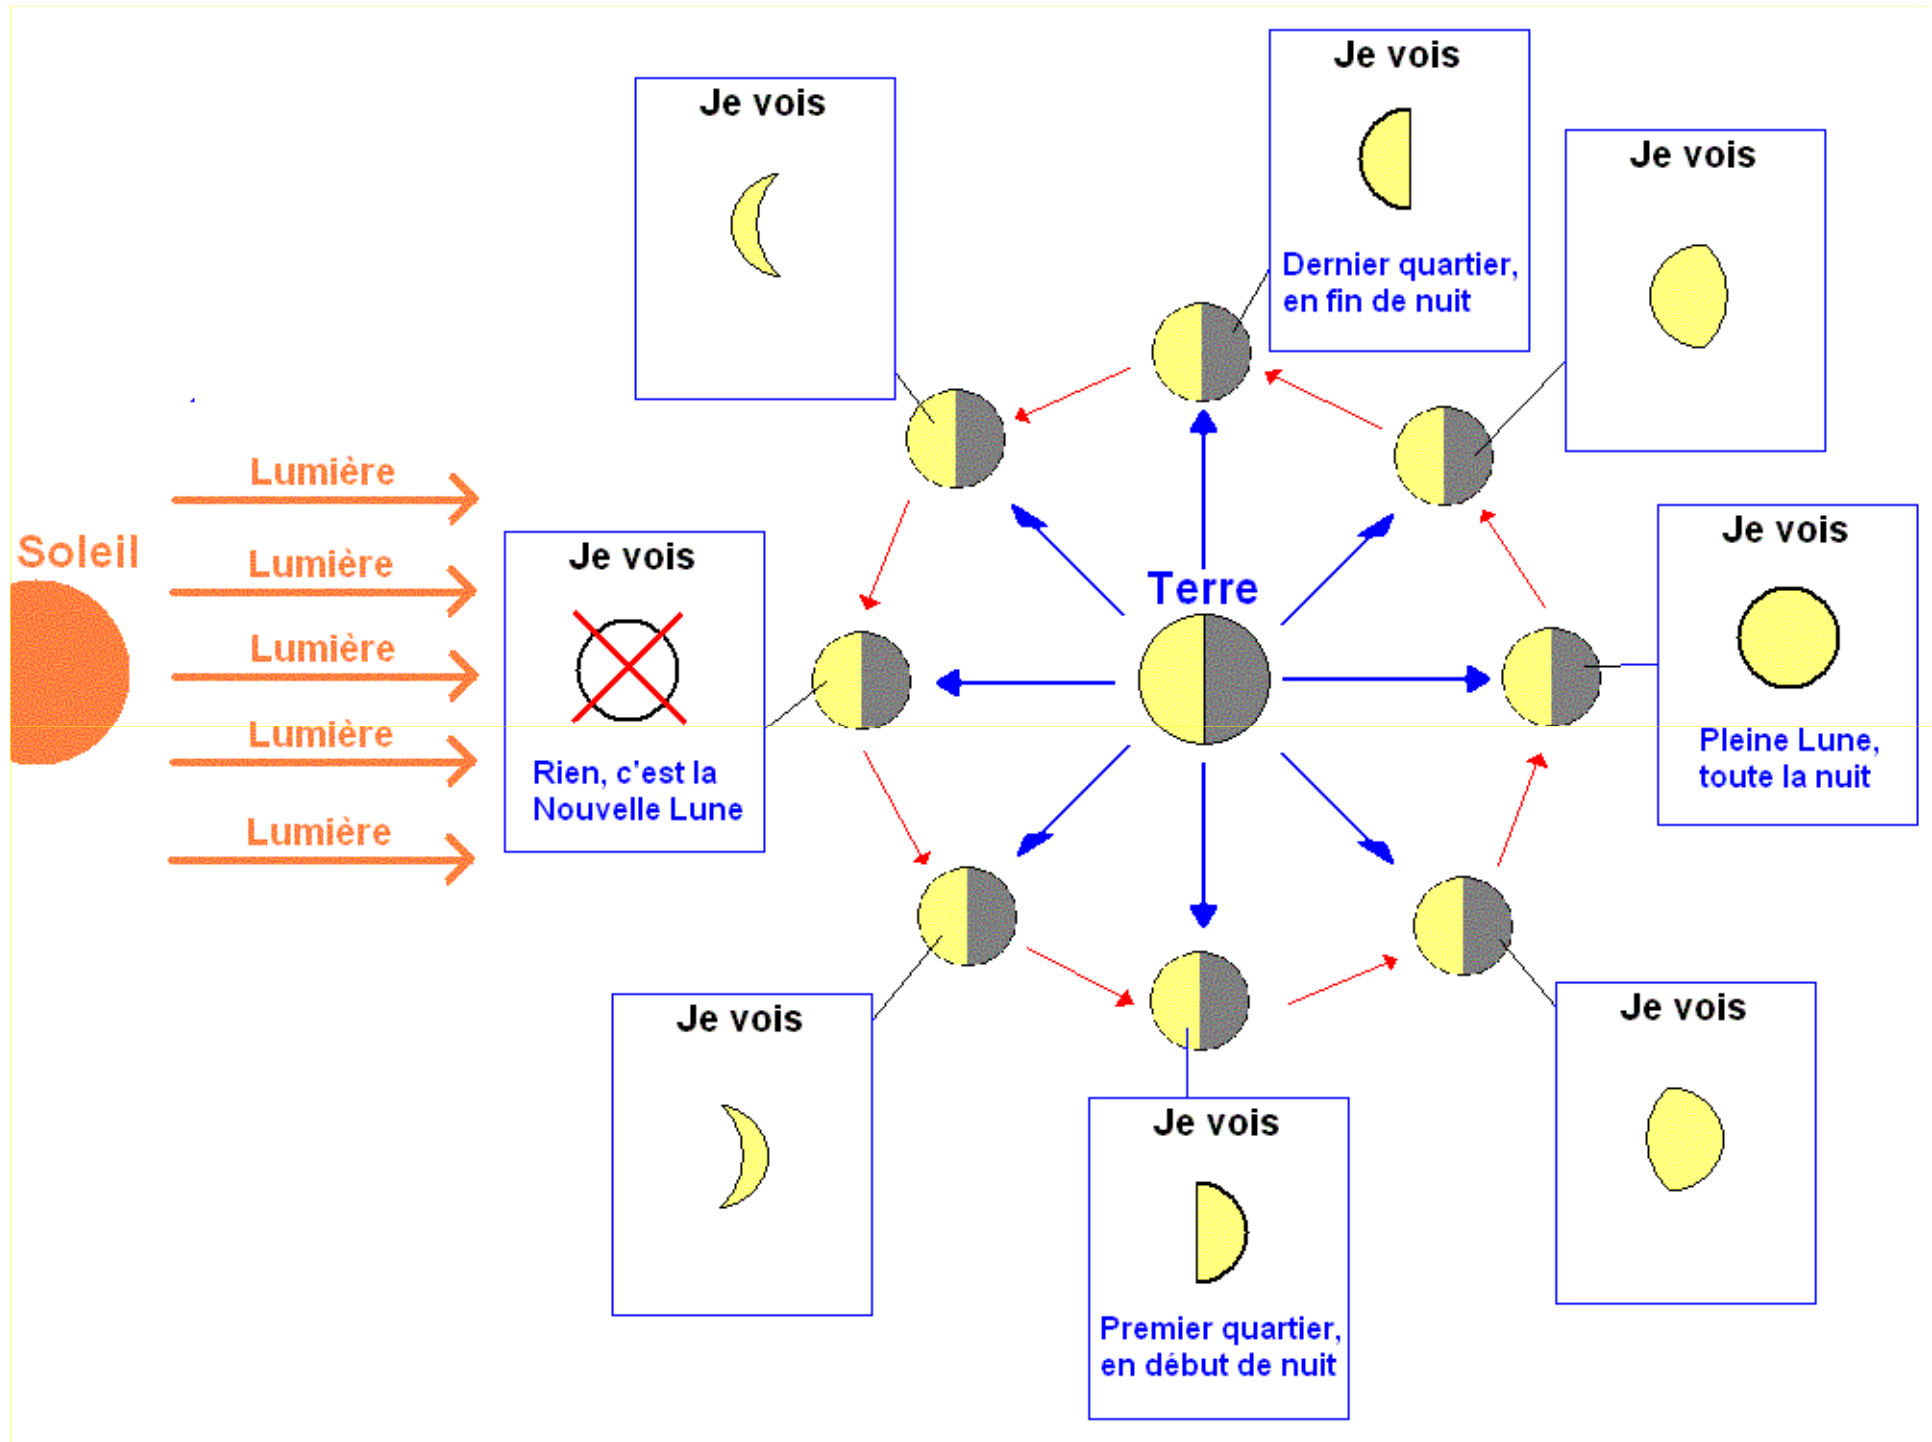 Je vois
Je vois
Dernier quartier,
en fin de nuit
Je vois
Lumière
Soleil
Lumière
Lumière
Lumière
Lumière
Je vois
Rien, c'est la
Nouvelle Lune
Terre
Je vois
Pleine Lune,
toute la nuit
Je vois
Je vois
Premier quartier,
en début de nuit
Je vois